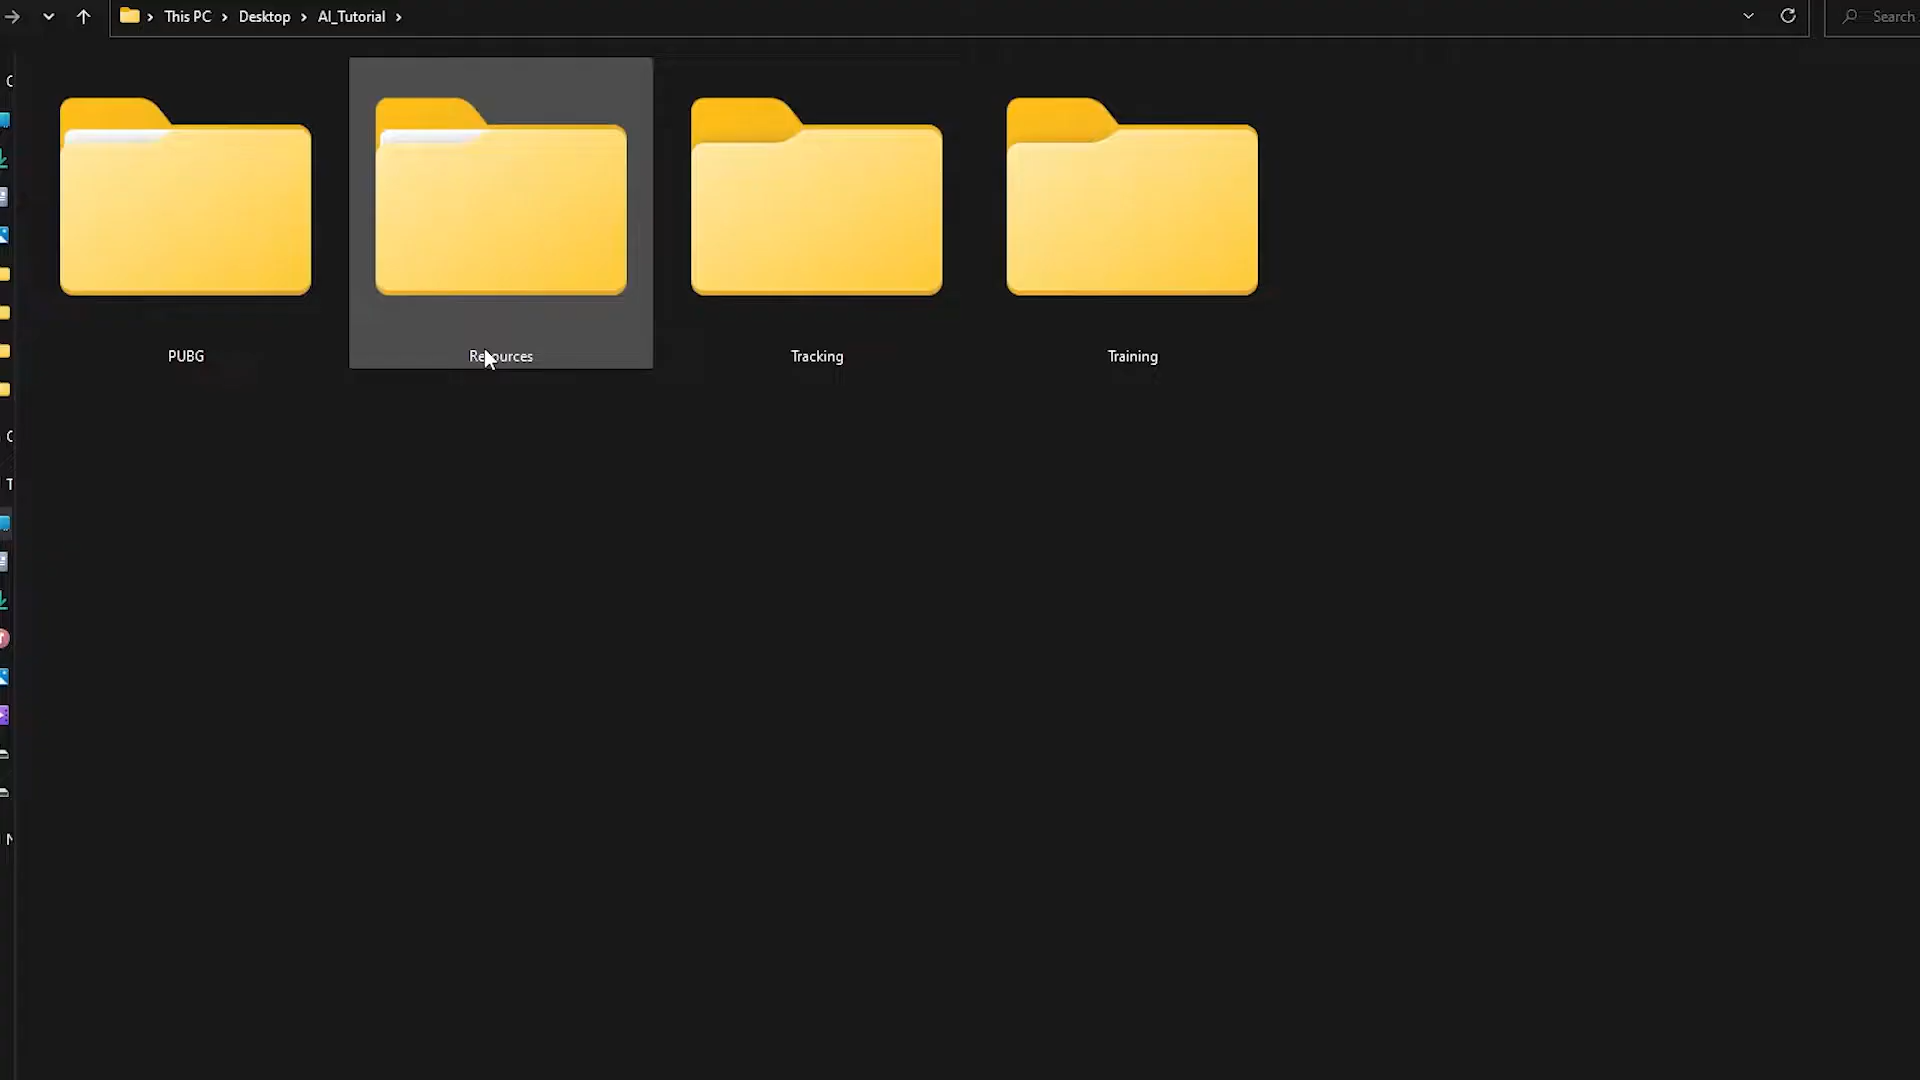 This PC > Desktop > AI_Tutorial >
Search
PUBG
Resources
Tracking
Training